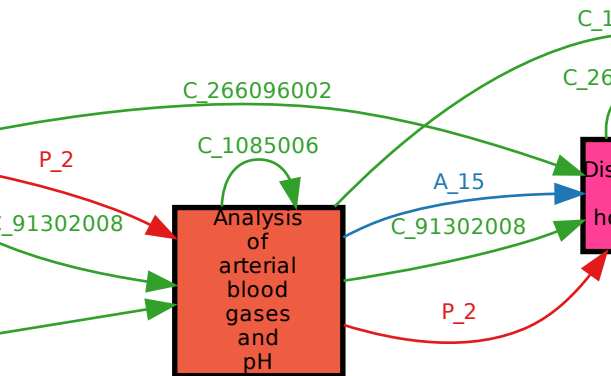 C_1
C_26
C_266096002
C_1085006
P_2
A_15
C_91302008
C_91302008
Analysis
of
arterial
blood
gases
and
pH
Dis
ho
P_2